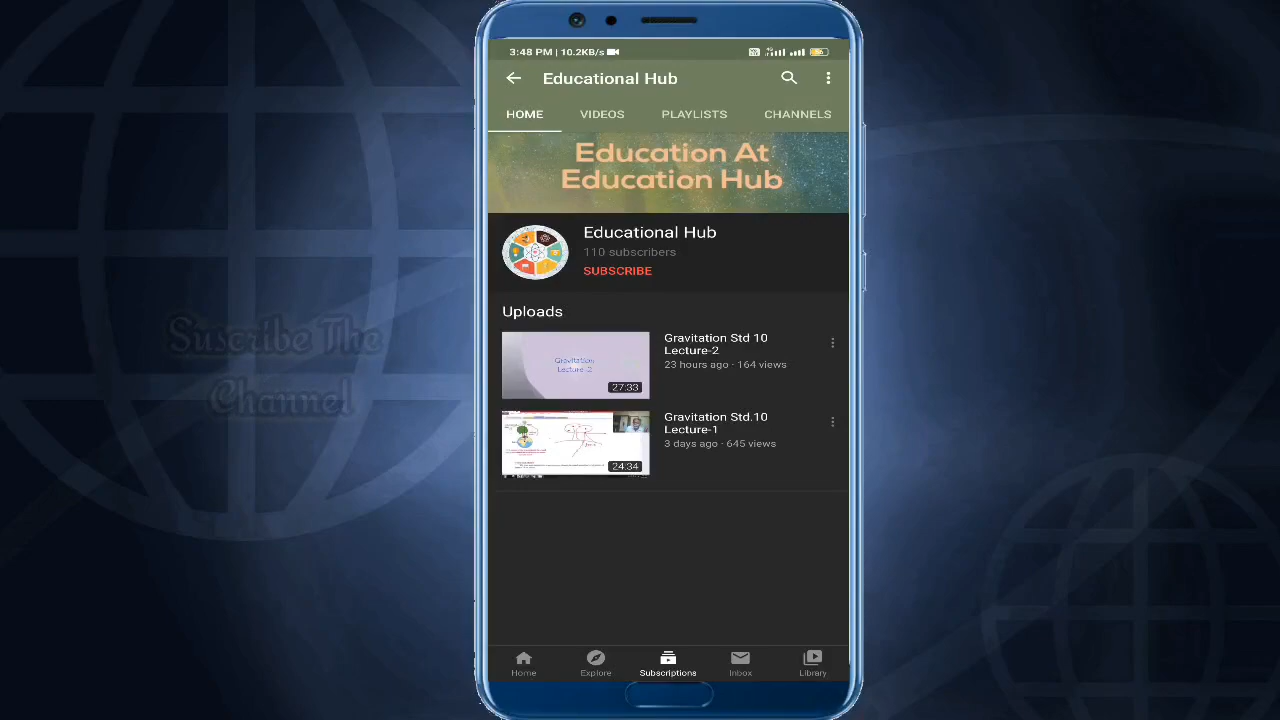 3:48 PM | 10.2KB/s
Educational Hub
HOME
VIDEOS
PLAYLISTS
CHANNELS
Education At
Education Hub
Educational Hub
110 subscribers
SUBSCRIBE
Uploads
Gravitation
Lecture-2
27:33
Gravitation Std 10
Lecture-2
23 hours ago · 164 views
24:34
Gravitation Std.10
Lecture-1
3 days ago · 645 views
Suscribe The
Channel
Home
Explore
Subscriptions
Inbox
Library